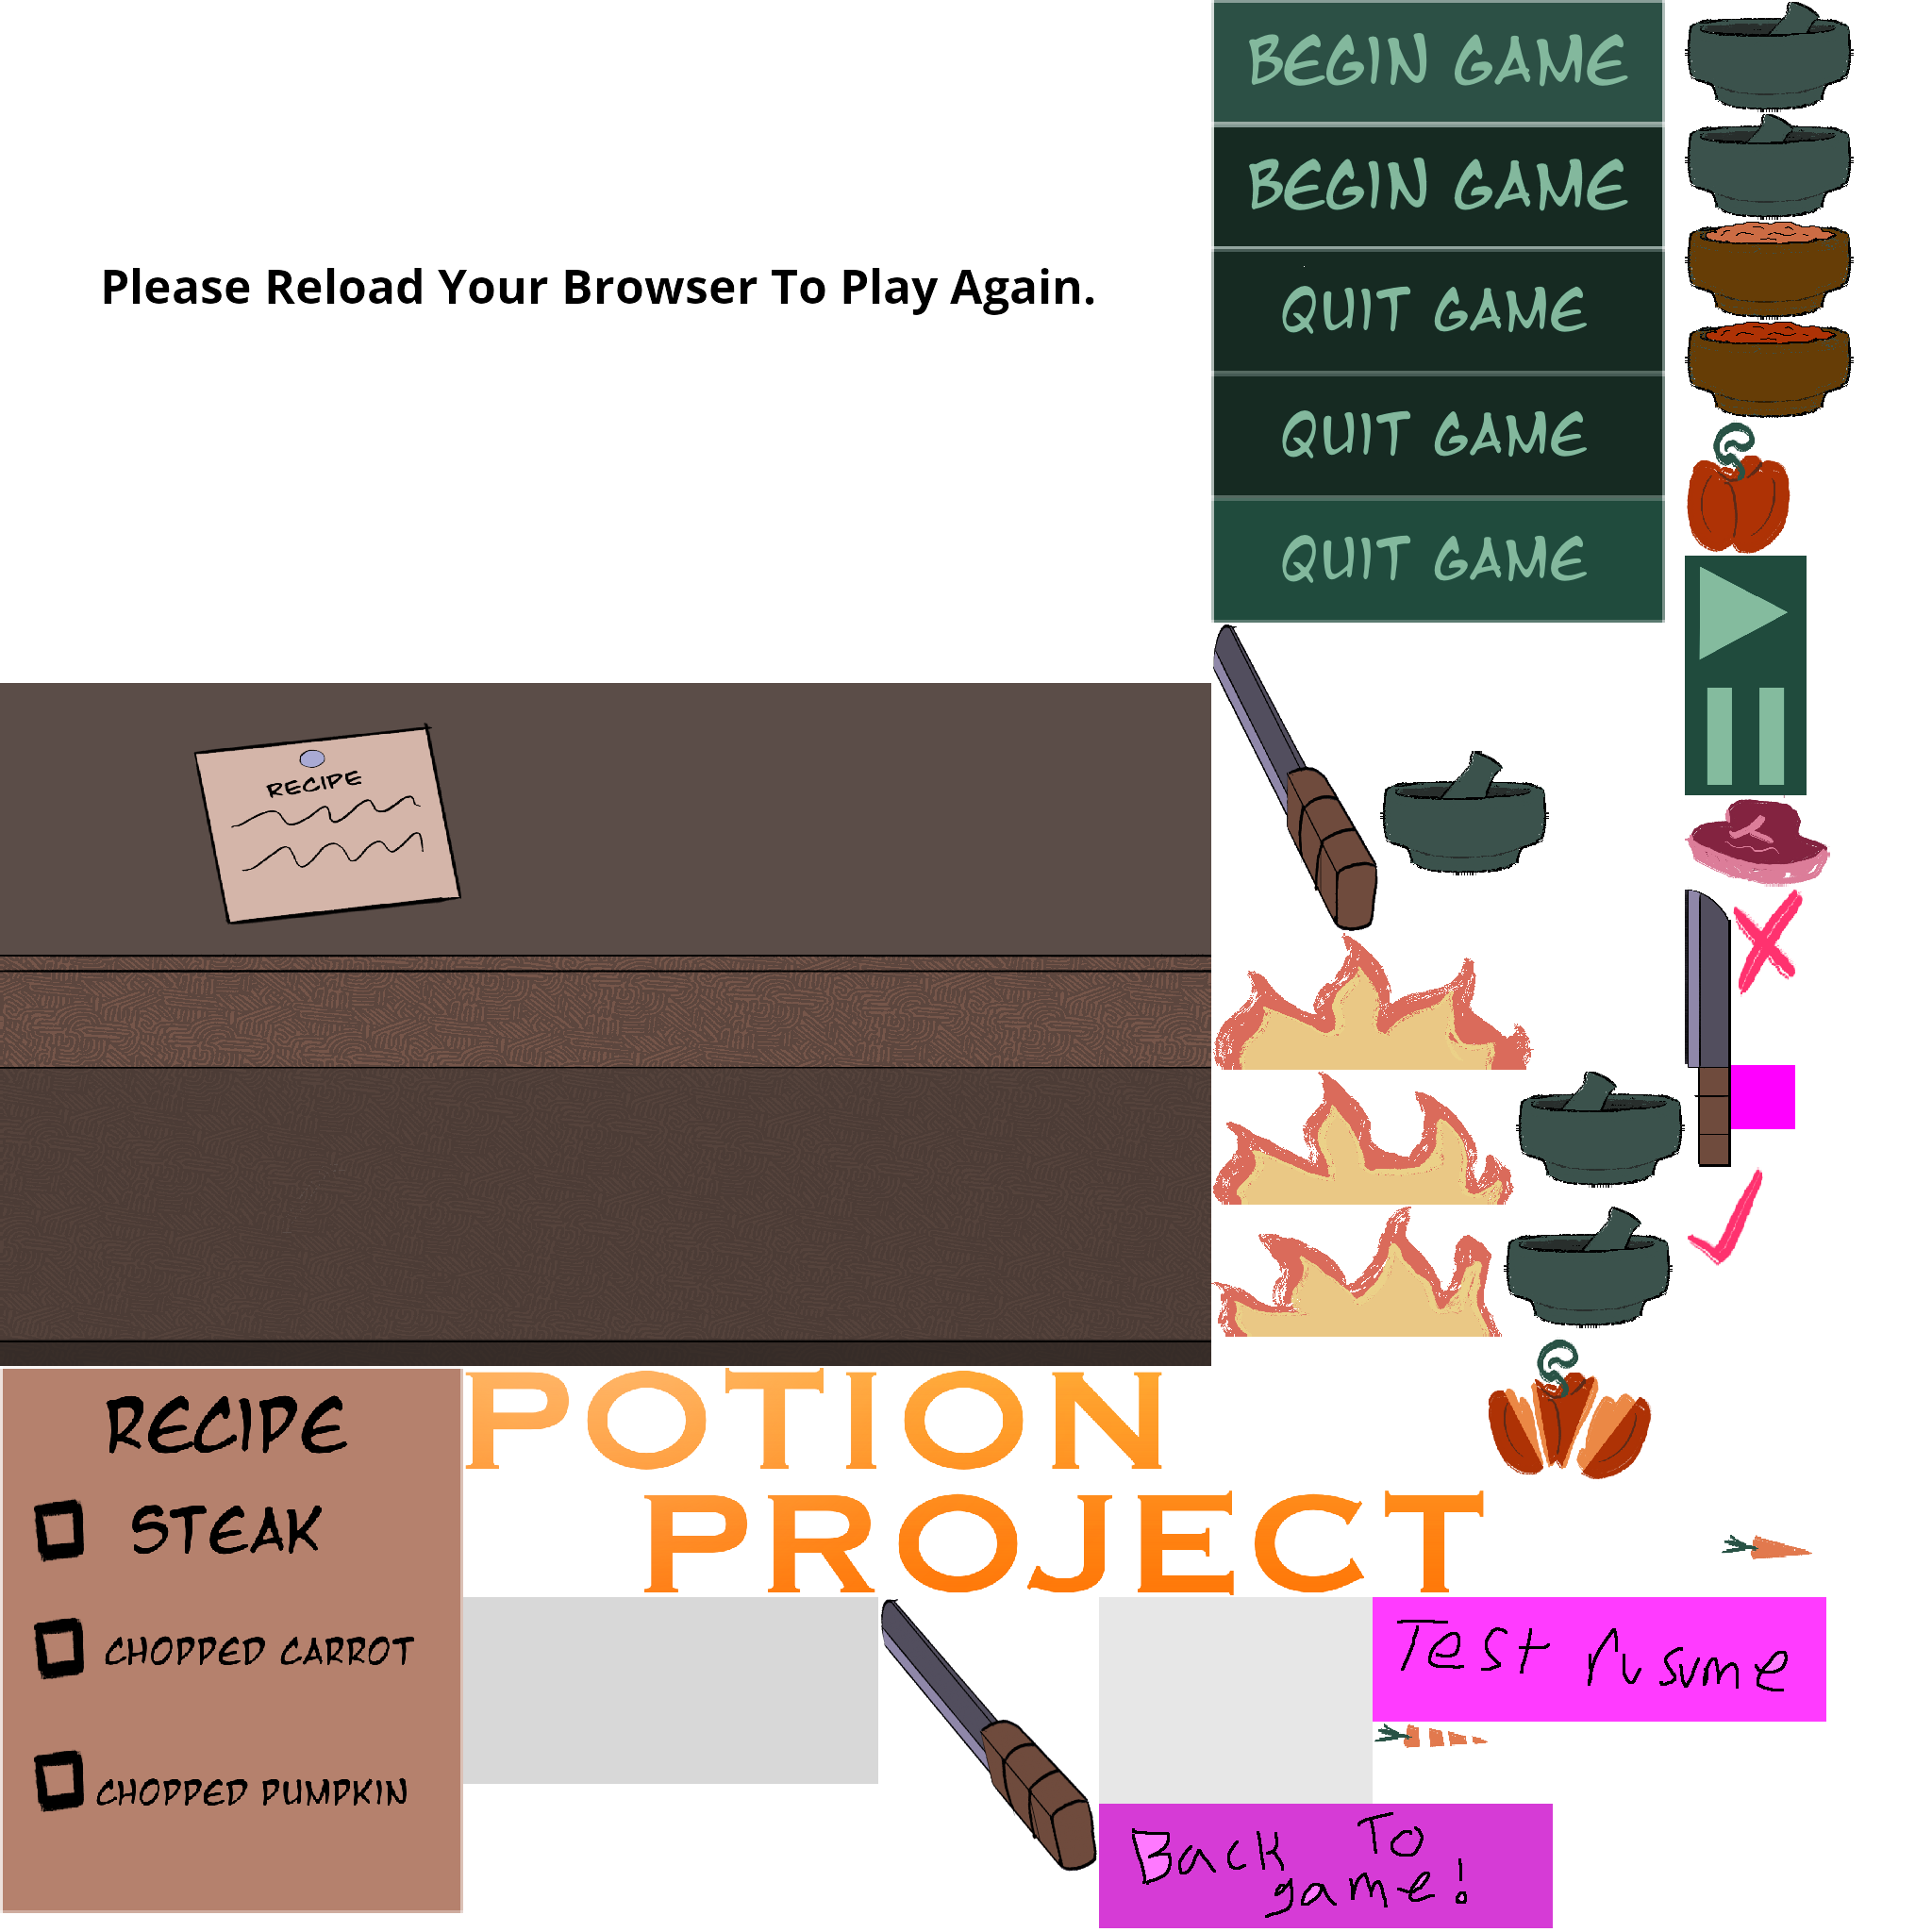 BEGIN GAME
BEGIN GAME
Please Reload Your Browser To Play Again.
QUIT GAME
QUIT GAME
QUIT GAME
RECIPE
RECIPE
STEAK
CHOPPED CARROT
CHOPPED PUMPKIN
POTION
PROJECT
Test rusume
Back To
game!